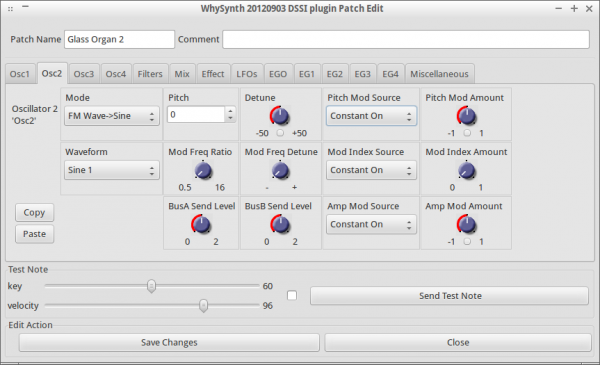 WhySynth 20120903 DSSI plugin Patch Edit
Patch Name Glass Organ 2 Comment
Osc1 Osc2 Osc3 Osc4 Filters Mix Effect LFOs EGO EG1 EG2 EG3 EG4 Miscellaneous
Oscillator 2
'Osc2'
Mode Pitch Detune Pitch Mod Source Pitch Mod Amount
FM Wave->Sine 0 Constant On
-50 +50 -1 1
Waveform Mod Freq Ratio Mod Freq Detune Mod Index Source Mod Index Amount
Sine 1 Constant On
0.5 16 - + 0 1
BusA Send Level BusB Send Level Amp Mod Source Amp Mod Amount
Copy Constant On
Paste 0 2 0 2 -1 1
Test Note
key 60
velocity 96
Send Test Note
Edit Action
Save Changes Close